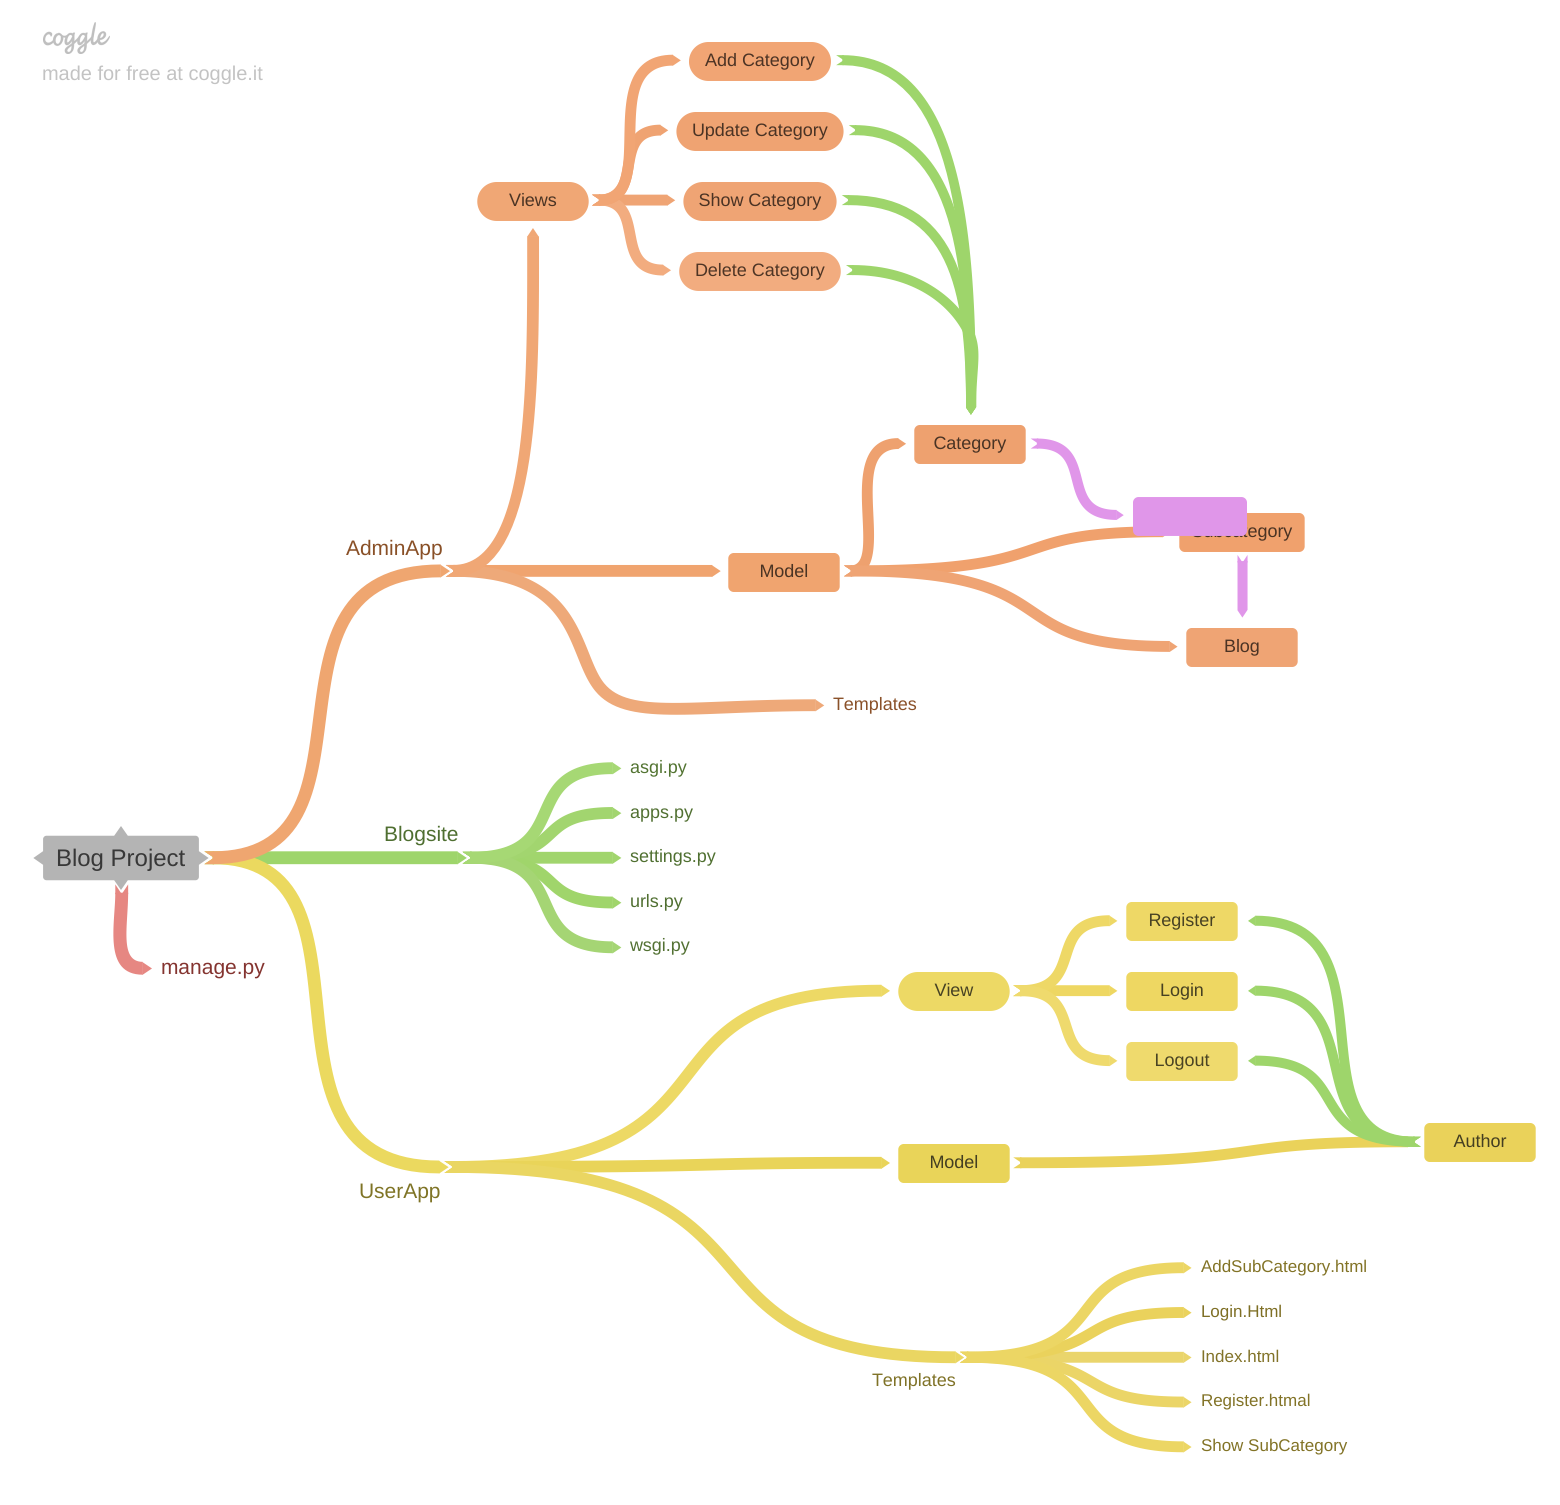 coggle
made for free at coggle.it
Add Category
Update Category
Views
Show Category
Delete Category
Category
AdminApp
Model
Subcategory
Blog
Templates
asgi.py
apps.py
Blogsite
settings.py
urls.py
wsgi.py
Blog Project
manage.py
Register
View
Login
Logout
Author
Model
UserApp
AddSubCategory.html
Login.Html
Index.html
Templates
Register.htmal
Show SubCategory